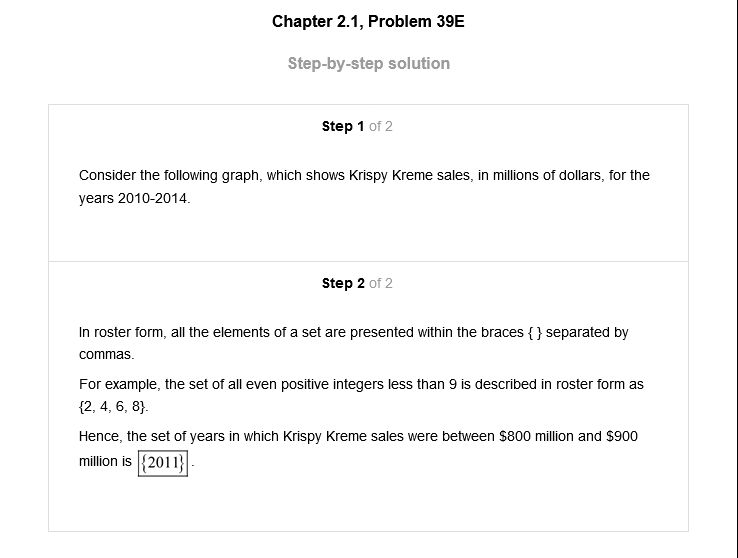 Chapter 2.1, Problem 39E
Step-by-step solution
Step 1 of 2
Consider the following graph, which shows Krispy Kreme sales, in millions of dollars, for the
years 2010-2014.
Step 2 of 2
In roster form, all the elements of a set are presented within the braces { } separated by
commas.
For example, the set of all even positive integers less than 9 is described in roster form as
{2, 4, 6, 8}.
Hence, the set of years in which Krispy Kreme sales were between $800 million and $900
million is {2011} .